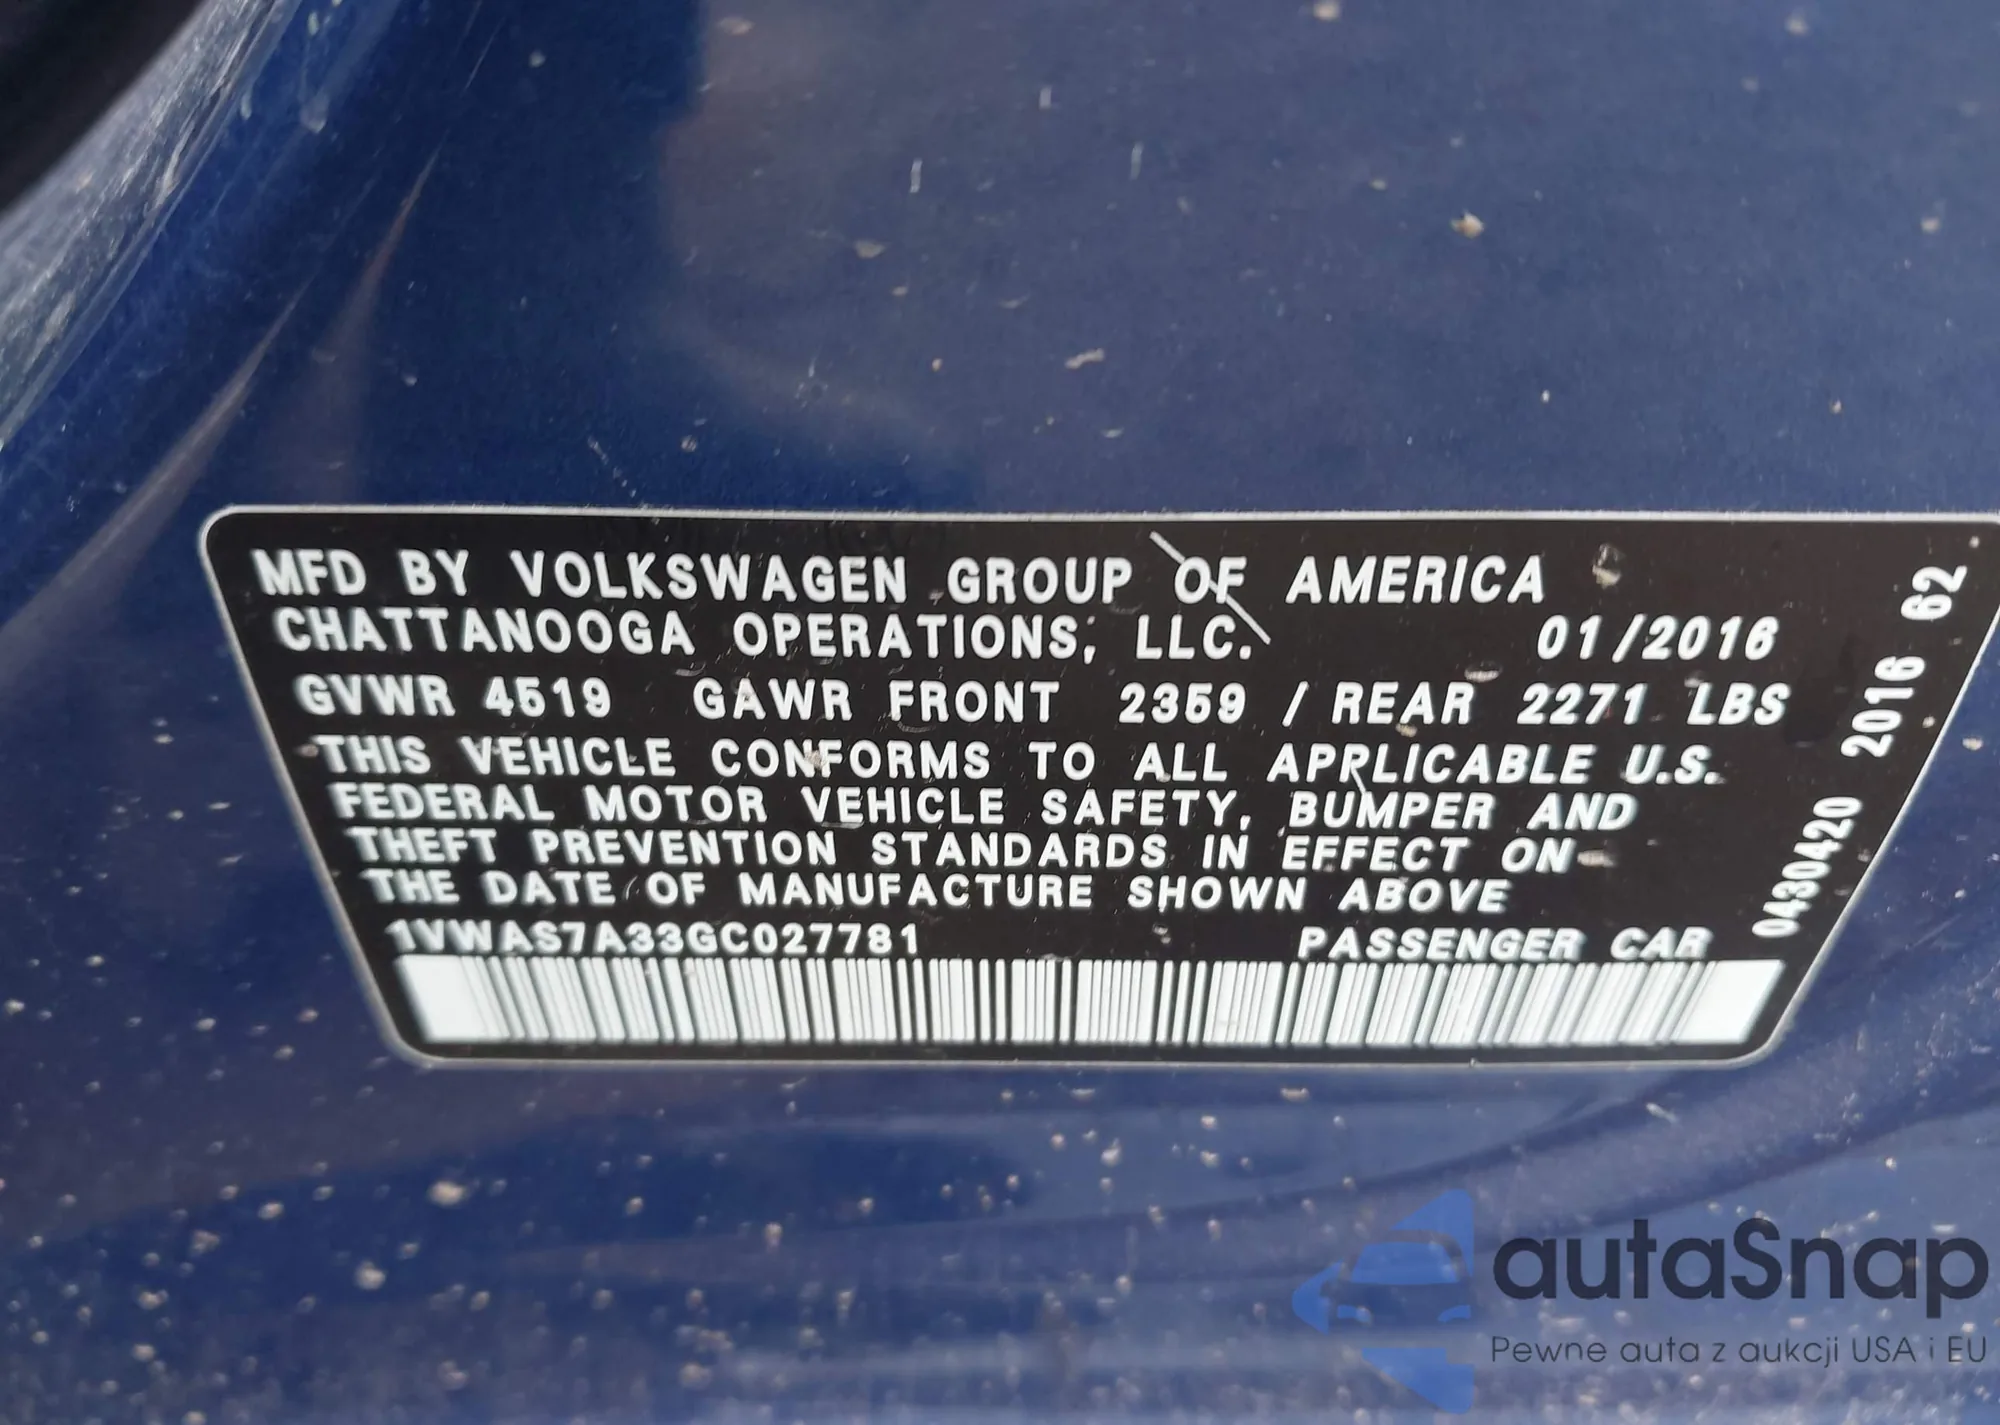 MFD BY VOLKSWAGEN GROUP OF AMERICA
CHATTANOOGA OPERATIONS, LLC. 01/2016
GVWR 4519 GAWR FRONT 2359 / REAR 2271 LBS
THIS VEHICLE CONFORMS TO ALL APPLICABLE U.S.
FEDERAL MOTOR VEHICLE SAFETY, BUMPER AND
THEFT PREVENTION STANDARDS IN EFFECT ON
THE DATE OF MANUFACTURE SHOWN ABOVE
1VWAS7A33GC027781 PASSENGER CAR
0430420 2016 62
autaSnap
Pewne auta z aukcji USA i EU